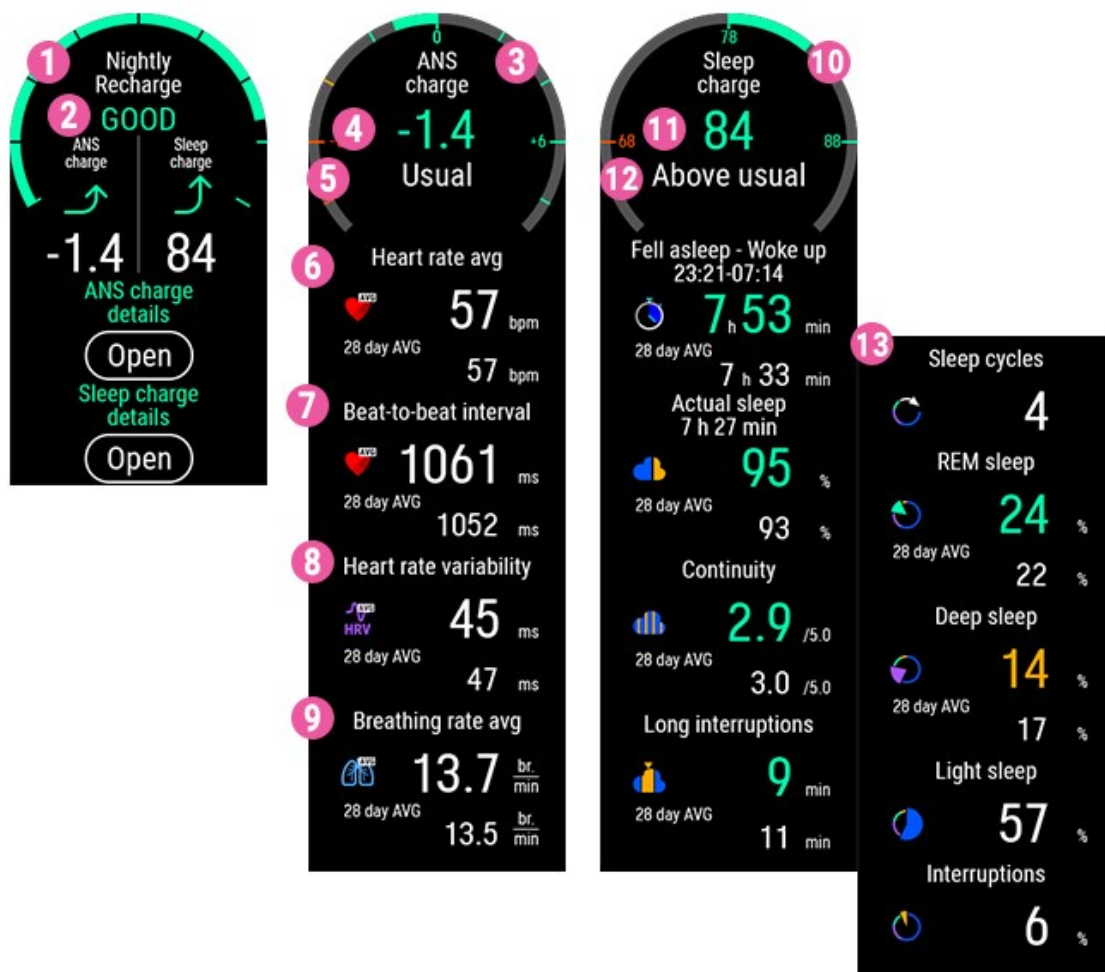 1
Nightly
Recharge
2
GOOD
ANS
charge
Sleep
charge
-1.4
84
ANS charge
details
Open
Sleep charge
details
Open
0
ANS
charge
3
4
-1.4
+6
5
Usual
6
Heart rate avg
AVG
57 bpm
28 day AVG
57 bpm
7
Beat-to-beat interval
AVG
1061 ms
28 day AVG
1052 ms
8
Heart rate variability
AVG
HRV
45 ms
28 day AVG
47 ms
9
Breathing rate avg
AVG
13.7 br.
min
28 day AVG
13.5 br.
min
78
Sleep
charge
10
68
11
84
88
12
Above usual
Fell asleep - Woke up
23:21-07:14
7 h 53 min
28 day AVG
7 h 33 min
Actual sleep
7 h 27 min
95 %
28 day AVG
93 %
Continuity
2.9 /5.0
28 day AVG
3.0 /5.0
Long interruptions
9 min
28 day AVG
11 min
13
Sleep cycles
4
REM sleep
24 %
28 day AVG
22 %
Deep sleep
14 %
28 day AVG
17 %
Light sleep
57 %
Interruptions
6 %